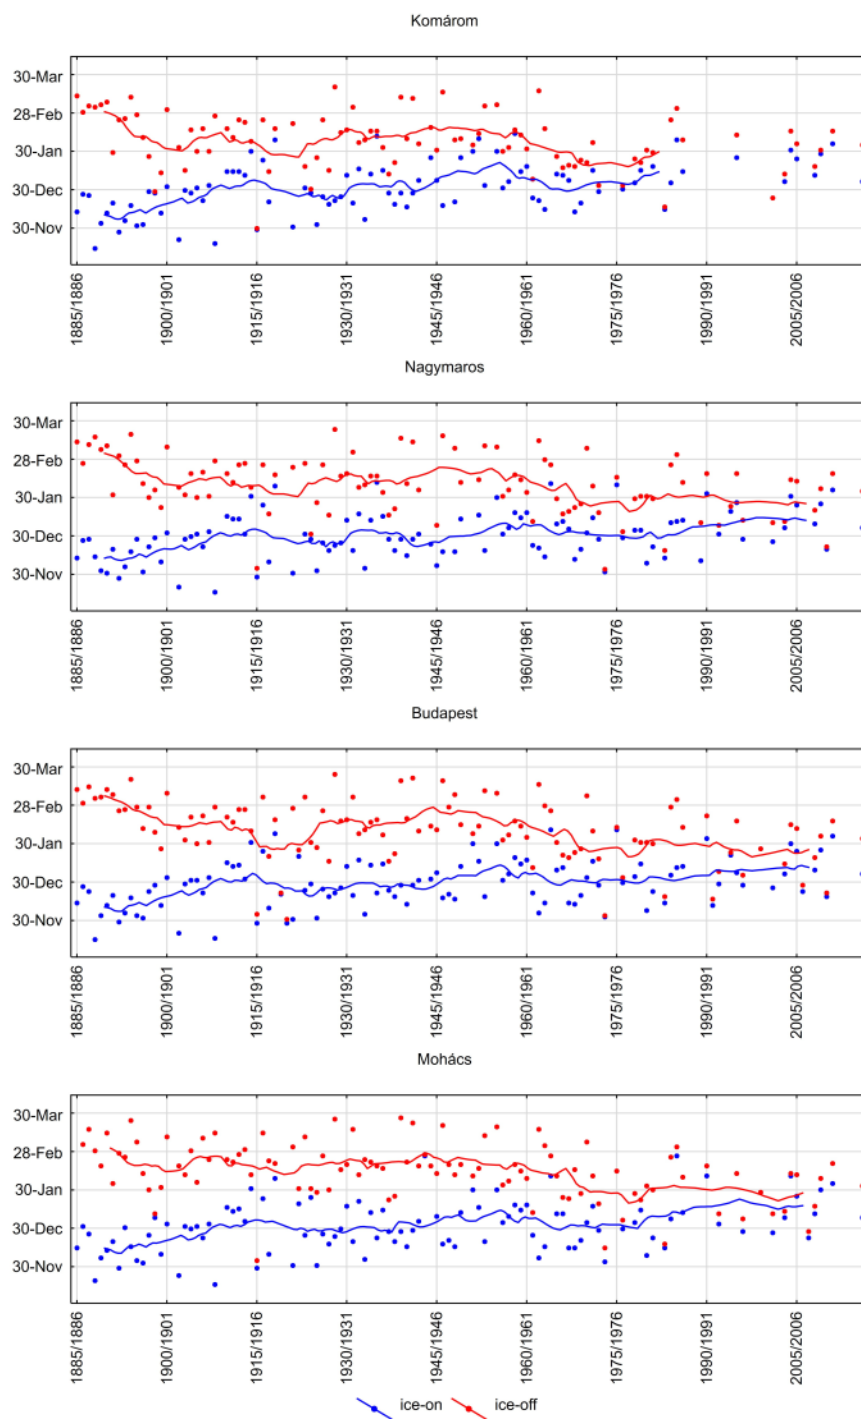 Komárom
30-Mar
28-Feb
30-Jan
30-Dec
30-Nov
1885/1886
1900/1901
1915/1916
1930/1931
1945/1946
1960/1961
1975/1976
1990/1991
2005/2006
Nagymaros
30-Mar
28-Feb
30-Jan
30-Dec
30-Nov
1885/1886
1900/1901
1915/1916
1930/1931
1945/1946
1960/1961
1975/1976
1990/1991
2005/2006
Budapest
30-Mar
28-Feb
30-Jan
30-Dec
30-Nov
1885/1886
1900/1901
1915/1916
1930/1931
1945/1946
1960/1961
1975/1976
1990/1991
2005/2006
Mohács
30-Mar
28-Feb
30-Jan
30-Dec
30-Nov
1885/1886
1900/1901
1915/1916
1930/1931
1945/1946
1960/1961
1975/1976
1990/1991
2005/2006
ice-on ice-off